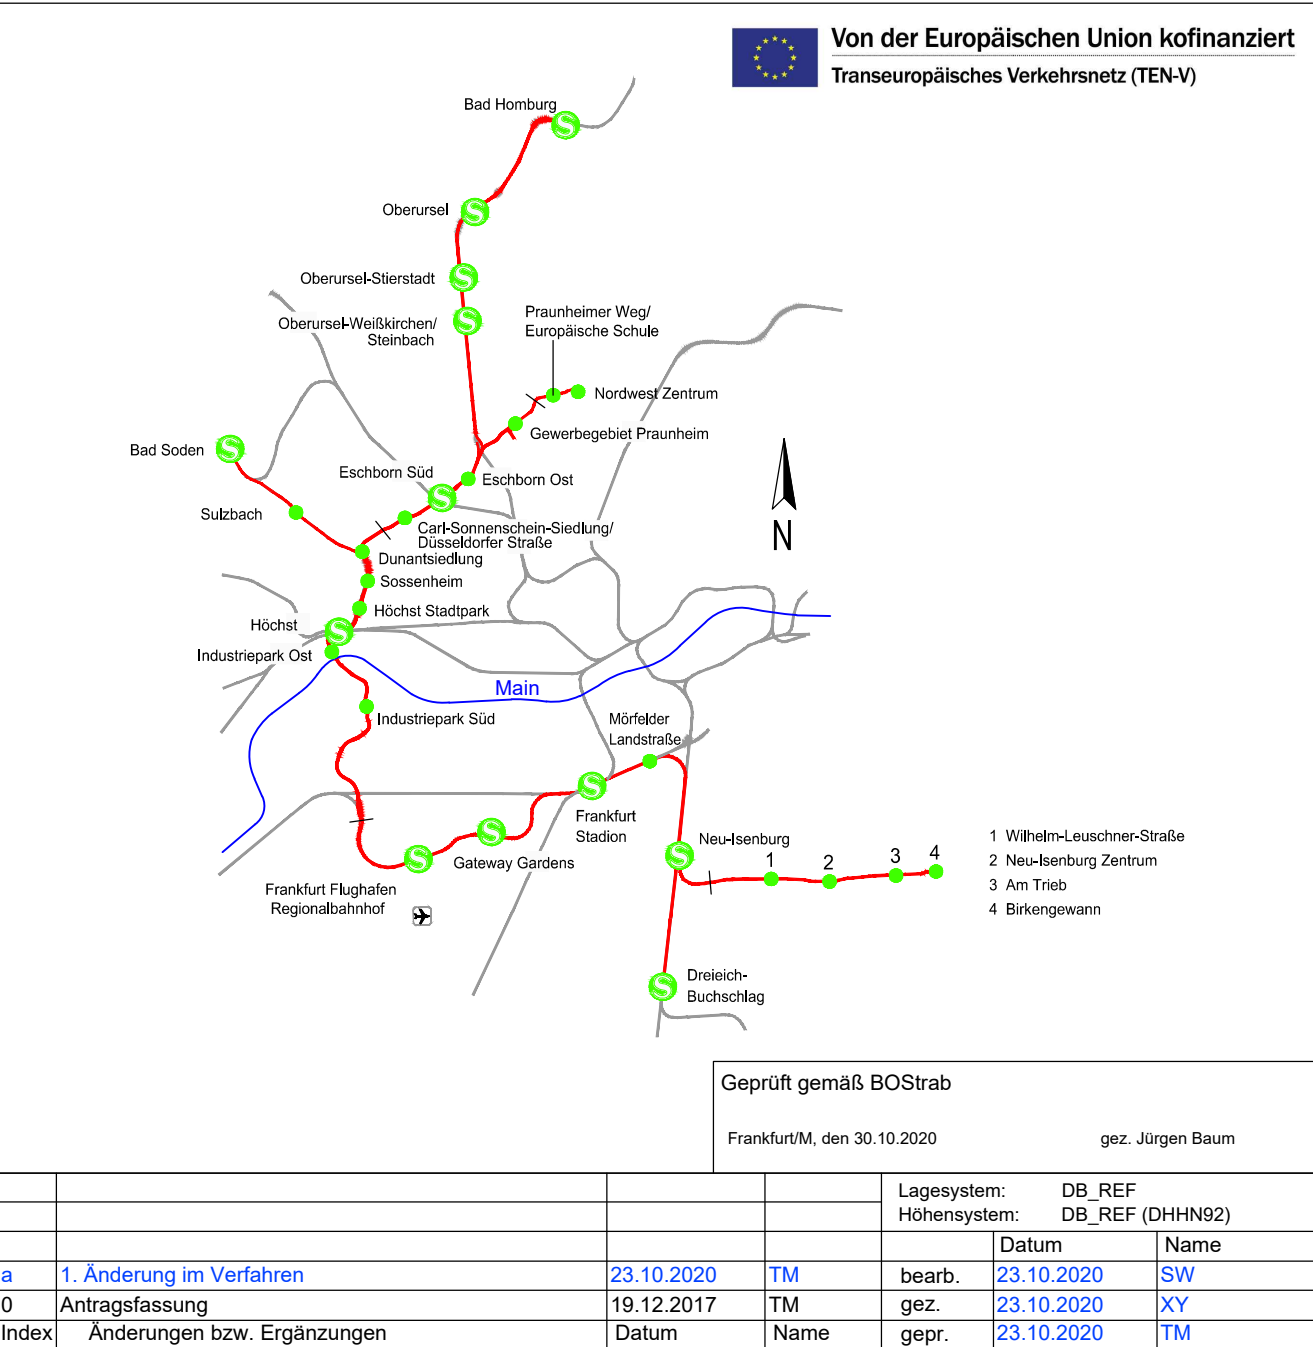 Von der Europäischen Union kofinanziert
Transeuropäisches Verkehrsnetz (TEN-V)
Bad Homburg
Oberursel
Oberursel-Stierstadt
Oberursel-Weißkirchen/
Steinbach
Praunheimer Weg/
Europäische Schule
Nordwest Zentrum
Gewerbegebiet Praunheim
Bad Soden
Eschborn Süd
Eschborn Ost
Sulzbach
Carl-Sonnenschein-Siedlung/
Düsseldorfer Straße
Dunantsiedlung
N
Sossenheim
Höchst Stadtpark
Höchst
Industriepark Ost
Main
Industriepark Süd
Mörfelder
Landstraße
Frankfurt
Stadion
Gateway Gardens
Frankfurt Flughafen
Regionalbahnhof
Neu-Isenburg
1 2 3 4
1 Wilhelm-Leuschner-Straße
2 Neu-Isenburg Zentrum
3 Am Trieb
4 Birkengewann
Dreieich-
Buchschlag
Geprüft gemäß BOStrab
Frankfurt/M, den 30.10.2020 gez. Jürgen Baum
Lagesystem: DB_REF
Höhensystem: DB_REF (DHHN92)
Datum Name
a 1. Änderung im Verfahren 23.10.2020 TM bearb. 23.10.2020 SW
0 Antragsfassung 19.12.2017 TM gez. 23.10.2020 XY
Index Änderungen bzw. Ergänzungen Datum Name gepr. 23.10.2020 TM